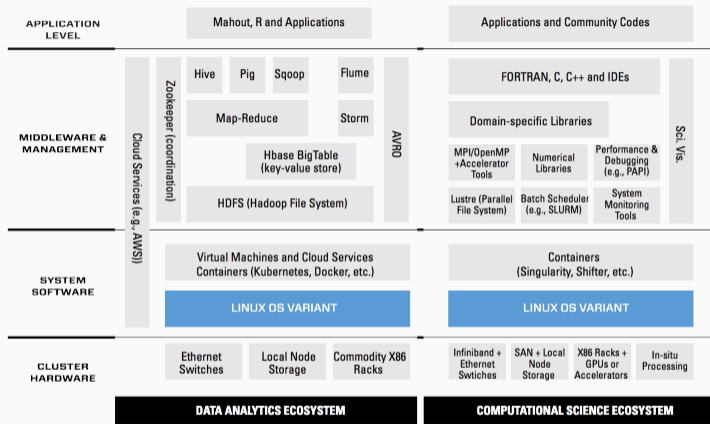 APPLICATION
LEVEL
Mahout, R and Applications
Applications and Community Codes
MIDDLEWARE &
MANAGEMENT
Cloud Services (e.g., AWS))
Zookeeper (coordination)
Hive
Pig
Sqoop
Flume
Map-Reduce
Storm
Hbase BigTable
(key-value store)
HDFS (Hadoop File System)
AVRO
FORTRAN, C, C++ and IDEs
Domain-specific Libraries
MPI/OpenMP
+Accelerator
Tools
Numerical
Libraries
Performance &
Debugging
(e.g., PAPI)
Lustre (Parallel
File System)
Batch Scheduler
(e.g., SLURM)
System
Monitoring
Tools
Sci. Vis.
SYSTEM
SOFTWARE
Virtual Machines and Cloud Services
Containers (Kubernetes, Docker, etc.)
LINUX OS VARIANT
Containers
(Singularity, Shifter, etc.)
LINUX OS VARIANT
CLUSTER
HARDWARE
Ethernet
Switches
Local Node
Storage
Commodity X86
Racks
Infiniband +
Ethernet
Swtiches
SAN + Local
Node
Storage
X86 Racks +
GPUs or
Accelerators
In-situ
Processing
DATA ANALYTICS ECOSYSTEM
COMPUTATIONAL SCIENCE ECOSYSTEM